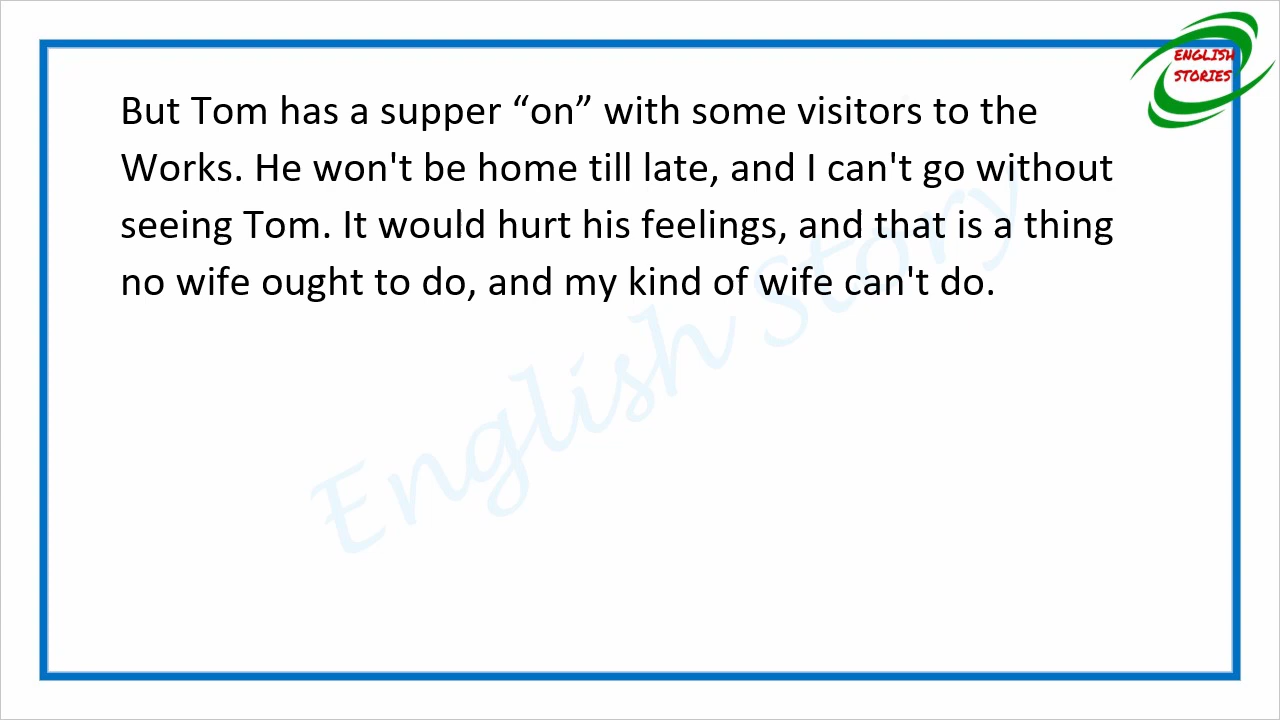 ENGLISH
STORIES
But Tom has a supper “on” with some visitors to the
Works. He won't be home till late, and I can't go without
seeing Tom. It would hurt his feelings, and that is a thing
no wife ought to do, and my kind of wife can't do.
English Story